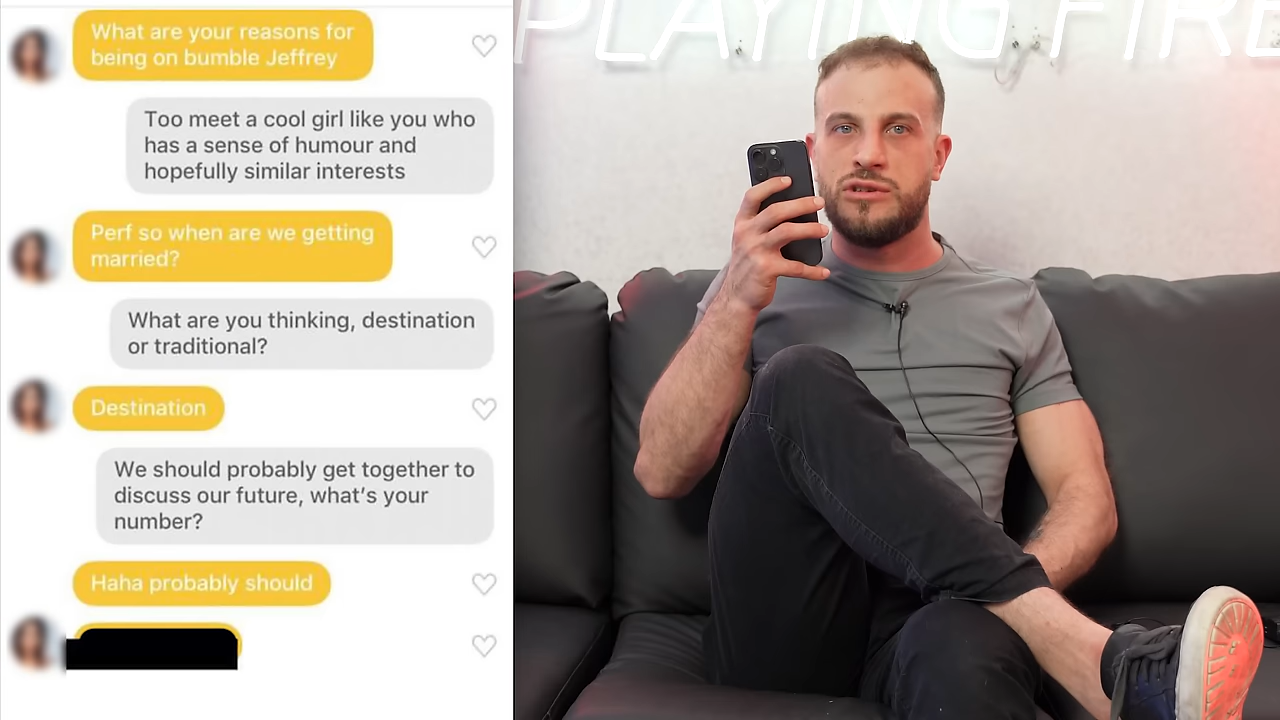 What are your reasons for
being on bumble Jeffrey
Too meet a cool girl like you who
has a sense of humour and
hopefully similar interests
Perf so when are we getting
married?
What are you thinking, destination
or traditional?
Destination
We should probably get together to
discuss our future, what's your
number?
Haha probably should
PLAYING FIRE